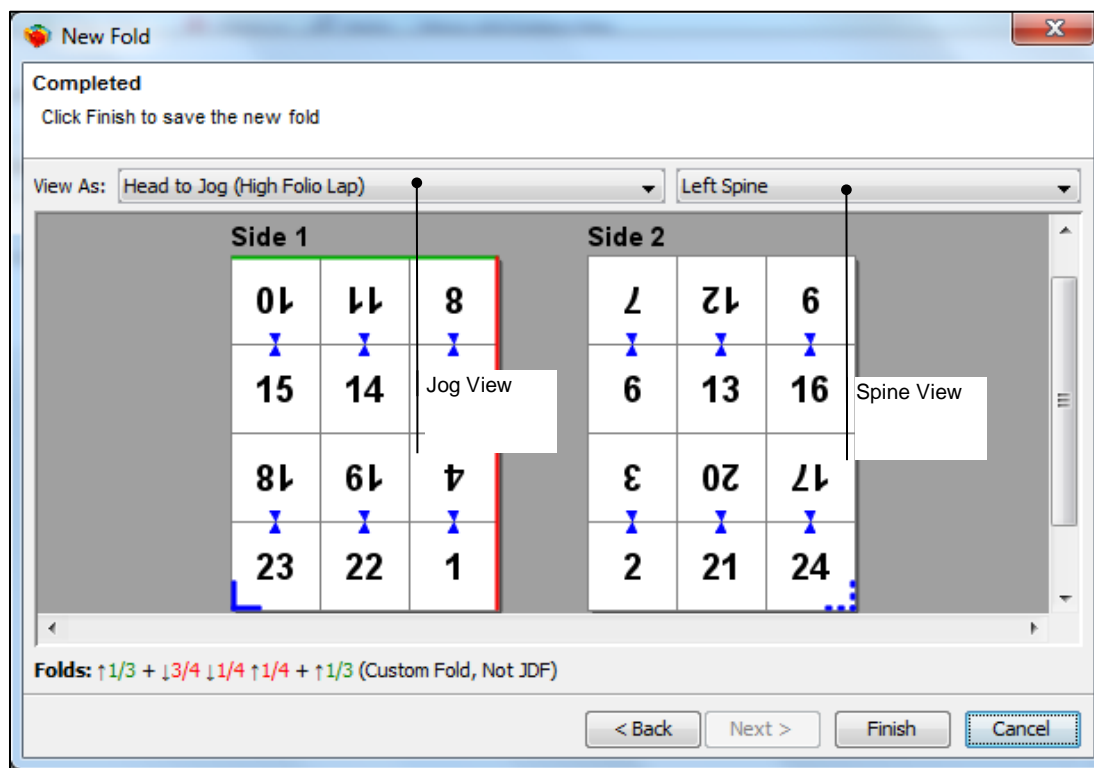 New Fold
Completed
Click Finish to save the new fold
View As: Head to Jog (High Folio Lap) Left Spine
Side 1 Side 2
10 11 8 7 12 9
15 14 6 13 16
Jog View Spine View
18 19 4 3 20 17
23 22 1 2 21 24
Folds: ↑1/3 + ↓3/4 ↓1/4 ↑1/4 + ↑1/3 (Custom Fold, Not JDF)
< Back Next > Finish Cancel